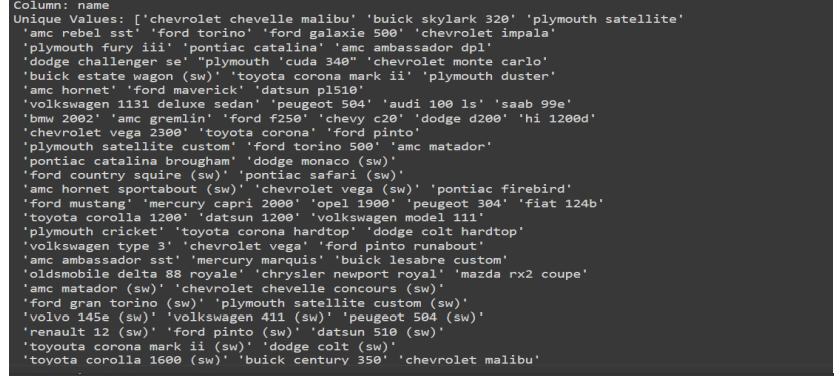 Column: name
Unique Values: ['chevrolet chevelle malibu' 'buick skylark 320' 'plymouth satellite'
'amc rebel sst' 'ford torino' 'ford galaxie 500' 'chevrolet impala'
'plymouth fury iii' 'pontiac catalina' 'amc ambassador dpl'
'dodge challenger se' "plymouth 'cuda 340" 'chevrolet monte carlo'
'buick estate wagon (sw)' 'toyota corona mark ii' 'plymouth duster'
'amc hornet' 'ford maverick' 'datsun pl510'
'volkswagen 1131 deluxe sedan' 'peugeot 504' 'audi 100 ls' 'saab 99e'
'bmw 2002' 'amc gremlin' 'ford f250' 'chevy c20' 'dodge d200' 'hi 1200d'
'chevrolet vega 2300' 'toyota corona' 'ford pinto'
'plymouth satellite custom' 'ford torino 500' 'amc matador'
'pontiac catalina brougham' 'dodge monaco (sw)'
'ford country squire (sw)' 'pontiac safari (sw)'
'amc hornet sportabout (sw)' 'chevrolet vega (sw)' 'pontiac firebird'
'ford mustang' 'mercury capri 2000' 'opel 1900' 'peugeot 304' 'fiat 124b'
'toyota corolla 1200' 'datsun 1200' 'volkswagen model 111'
'plymouth cricket' 'toyota corona hardtop' 'dodge colt hardtop'
'volkswagen type 3' 'chevrolet vega' 'ford pinto runabout'
'amc ambassador sst' 'mercury marquis' 'buick lesabre custom'
'oldsmobile delta 88 royale' 'chrysler newport royal' 'mazda rx2 coupe'
'amc matador (sw)' 'chevrolet chevelle concours (sw)'
'ford gran torino (sw)' 'plymouth satellite custom (sw)'
'volvo 145e (sw)' 'volkswagen 411 (sw)' 'peugeot 504 (sw)'
'renault 12 (sw)' 'ford pinto (sw)' 'datsun 510 (sw)'
'toyouta corona mark ii (sw)' 'dodge colt (sw)'
'toyota corolla 1600 (sw)' 'buick century 350' 'chevrolet malibu'